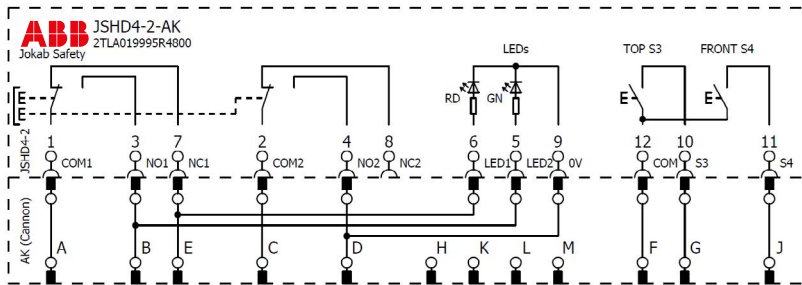 ABB JSHD4-2-AK
2TLA019995R4800
Jokab Safety
LEDs TOP S3 FRONT S4
RD GN
E E E
E
JSHD4-2
1 3 7 2 4 8 6 5 9 12 10 11
COM1 NO1 NC1 COM2 NO2 NC2 LED1 LED2 0V COM S3 S4
AK (Cannon)
A B E C D H K L M F G J